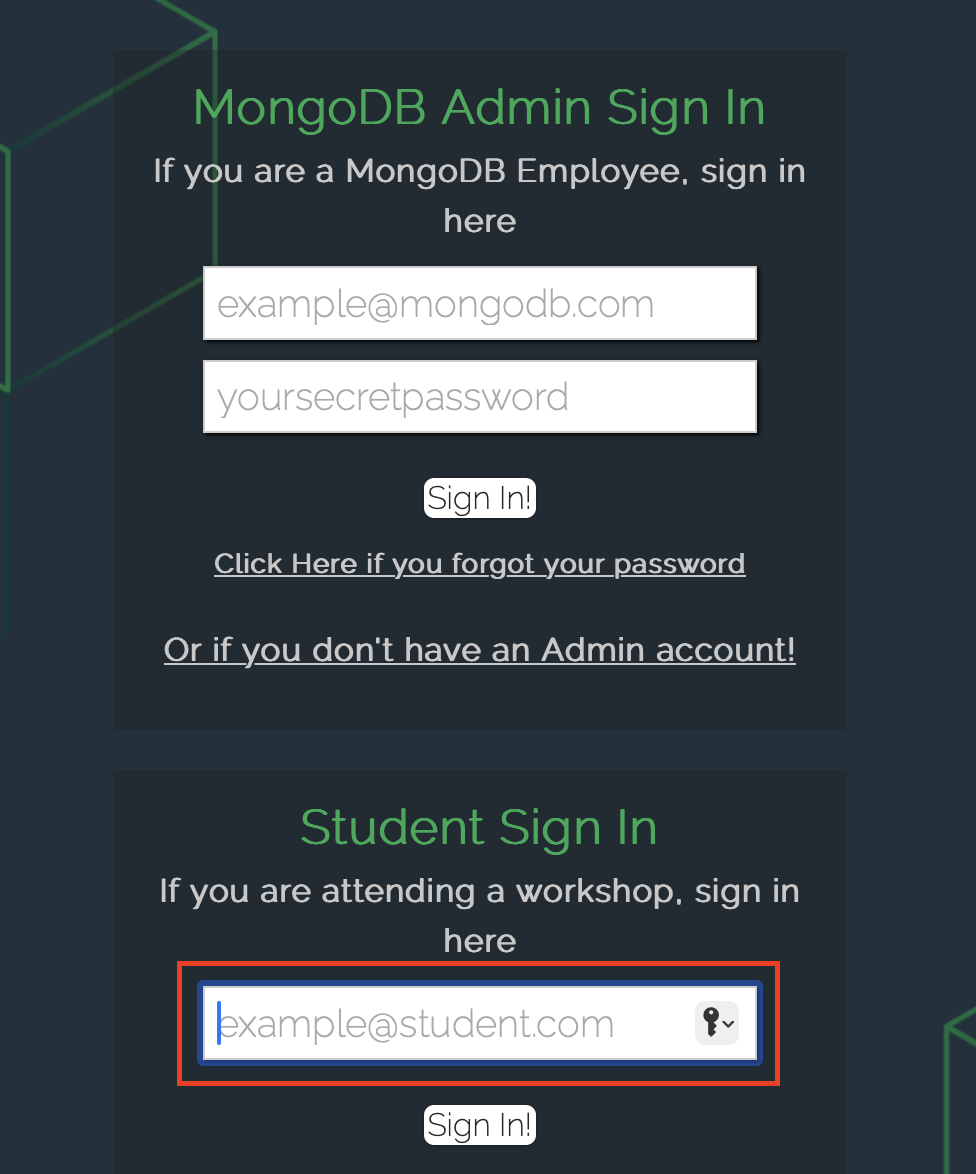 MongoDB Admin Sign In
If you are a MongoDB Employee, sign in
here
example@mongodb.com
yoursecretpassword
Sign In!
Click Here if you forgot your password
Or if you don't have an Admin account!
Student Sign In
If you are attending a workshop, sign in
here
example@student.com
Sign In!